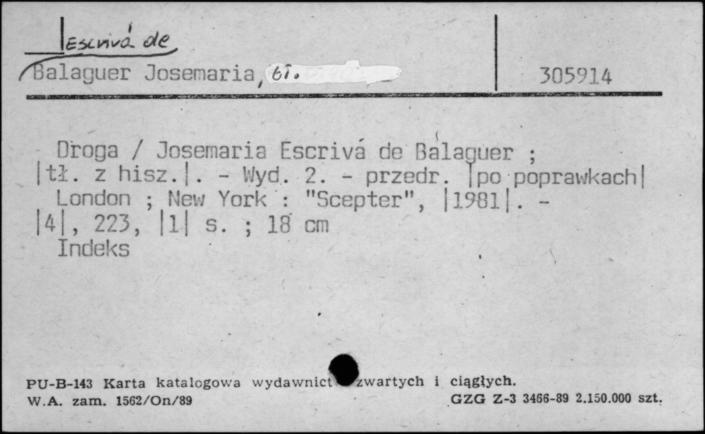 Escrivá de
Balaguer Josemaria, bł. 305914
Droga / Josemaria Escrivá de Balaguer ;
|tł. z hisz.|. - Wyd. 2. - przedr. |po poprawkach|
London ; New York : "Scepter", |1981|. -
|4|, 223, |1| s. ; 18 cm
Indeks
PU-B-143 Karta katalogowa wydawnict zwartych i ciągłych.
W.A. zam. 1562/On/89 GZG Z-3 3466-89 2.150.000 szt.